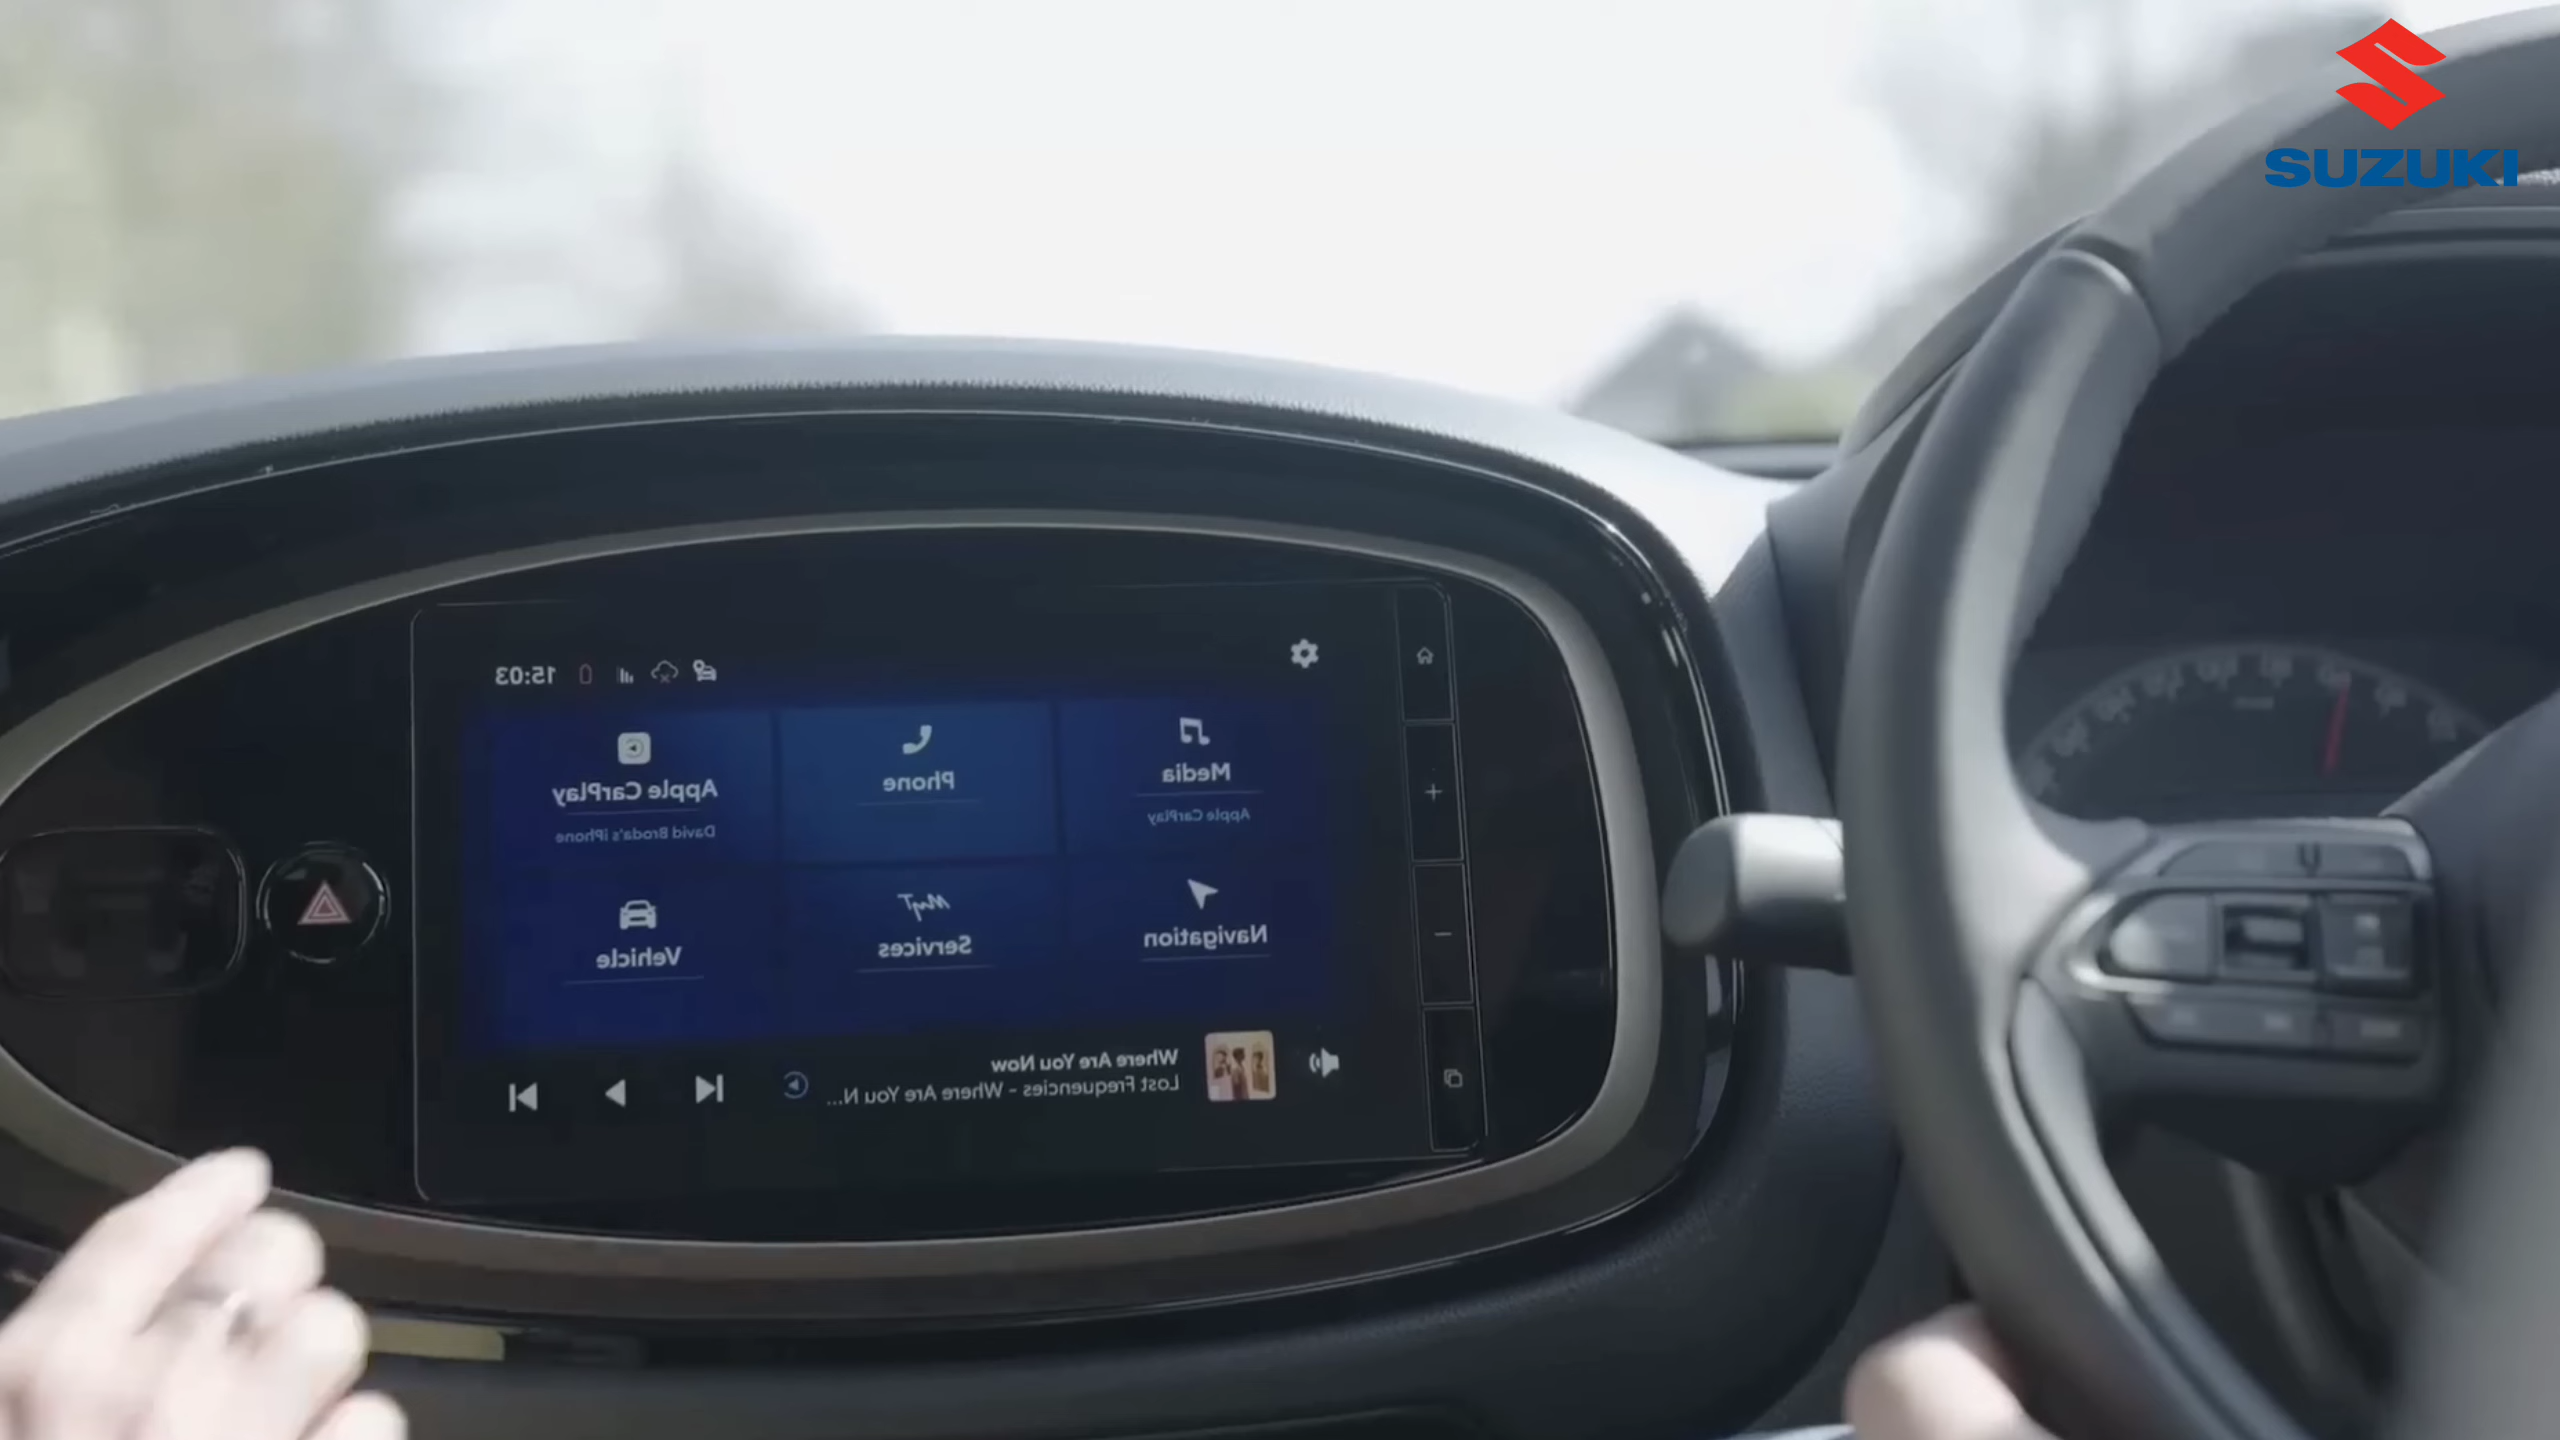 SUZUKI
15:03
Apple CarPlay
David Broda's iPhone
Phone
Media
Apple CarPlay
Vehicle
MyT
Services
Navigation
Where Are You Now
Lost Frequencies - Where Are You N...